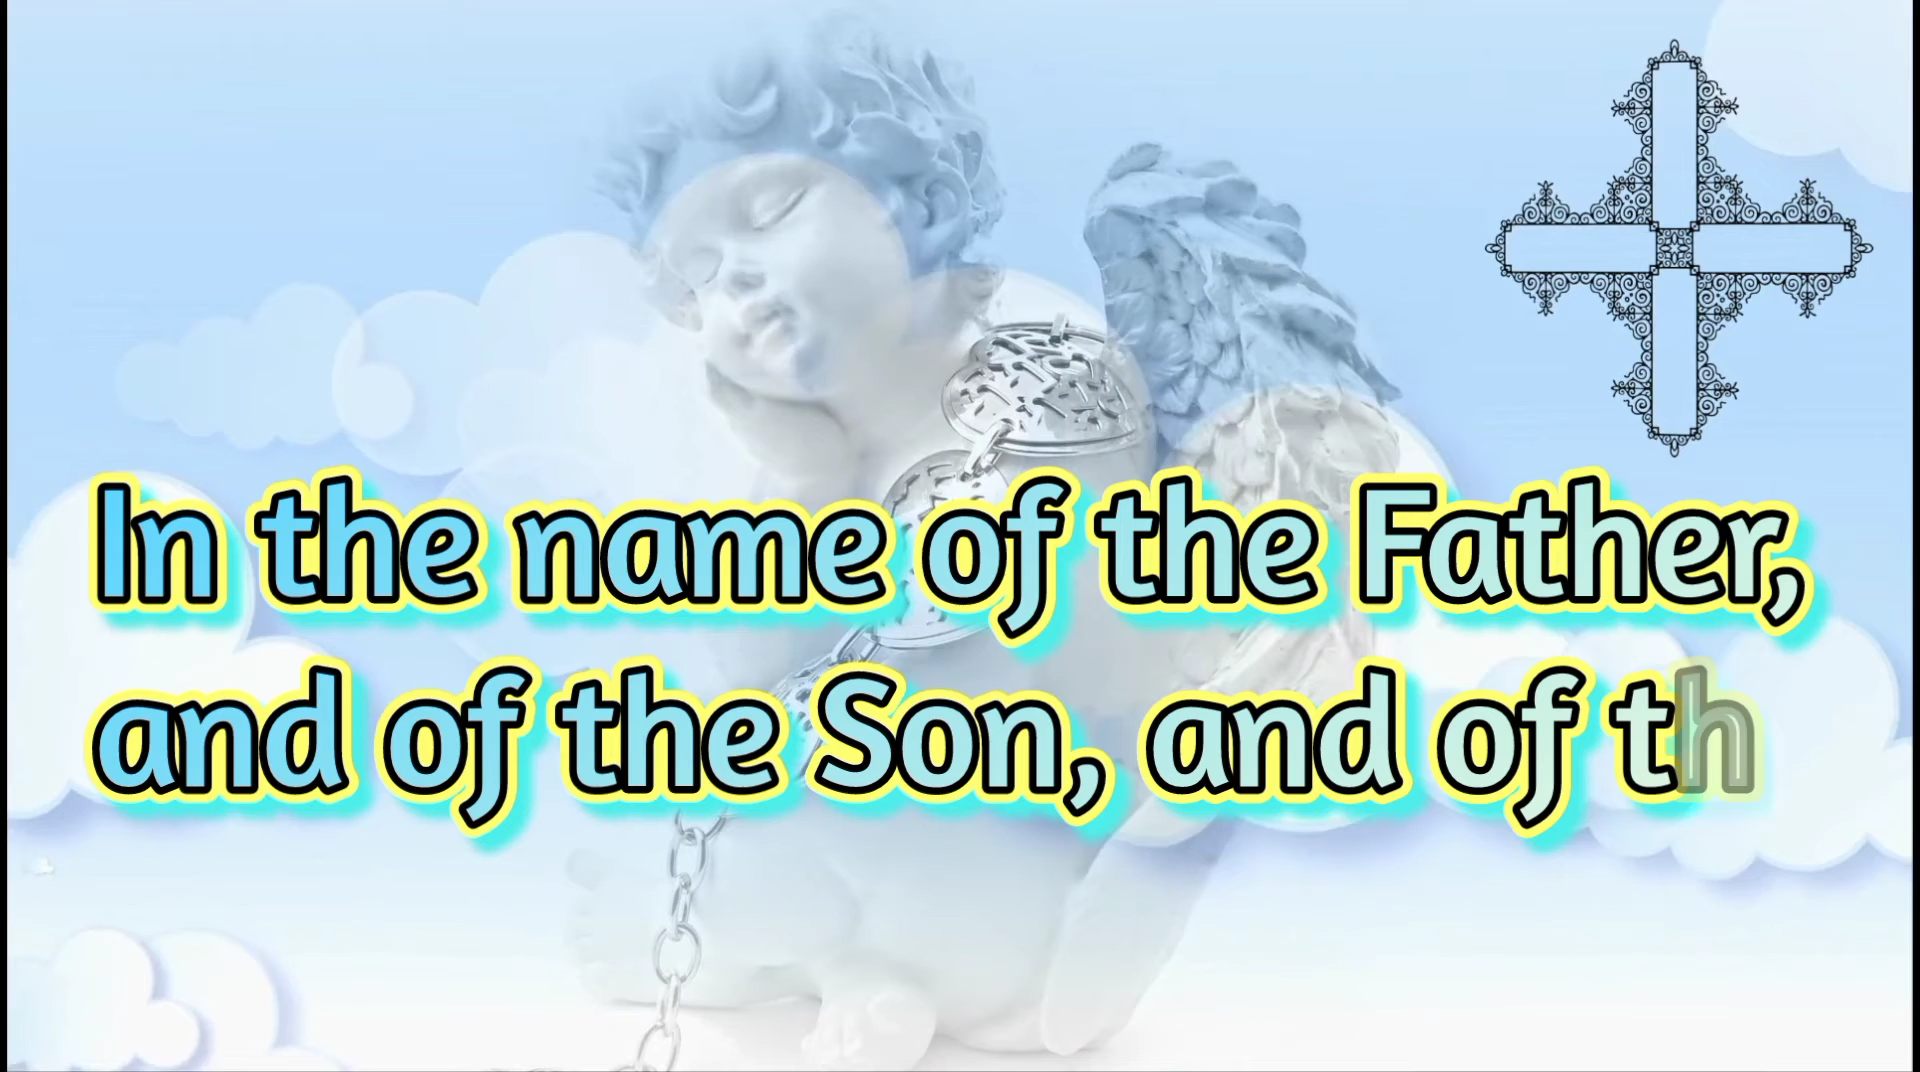 In the name of the Father,
and of the Son, and of th